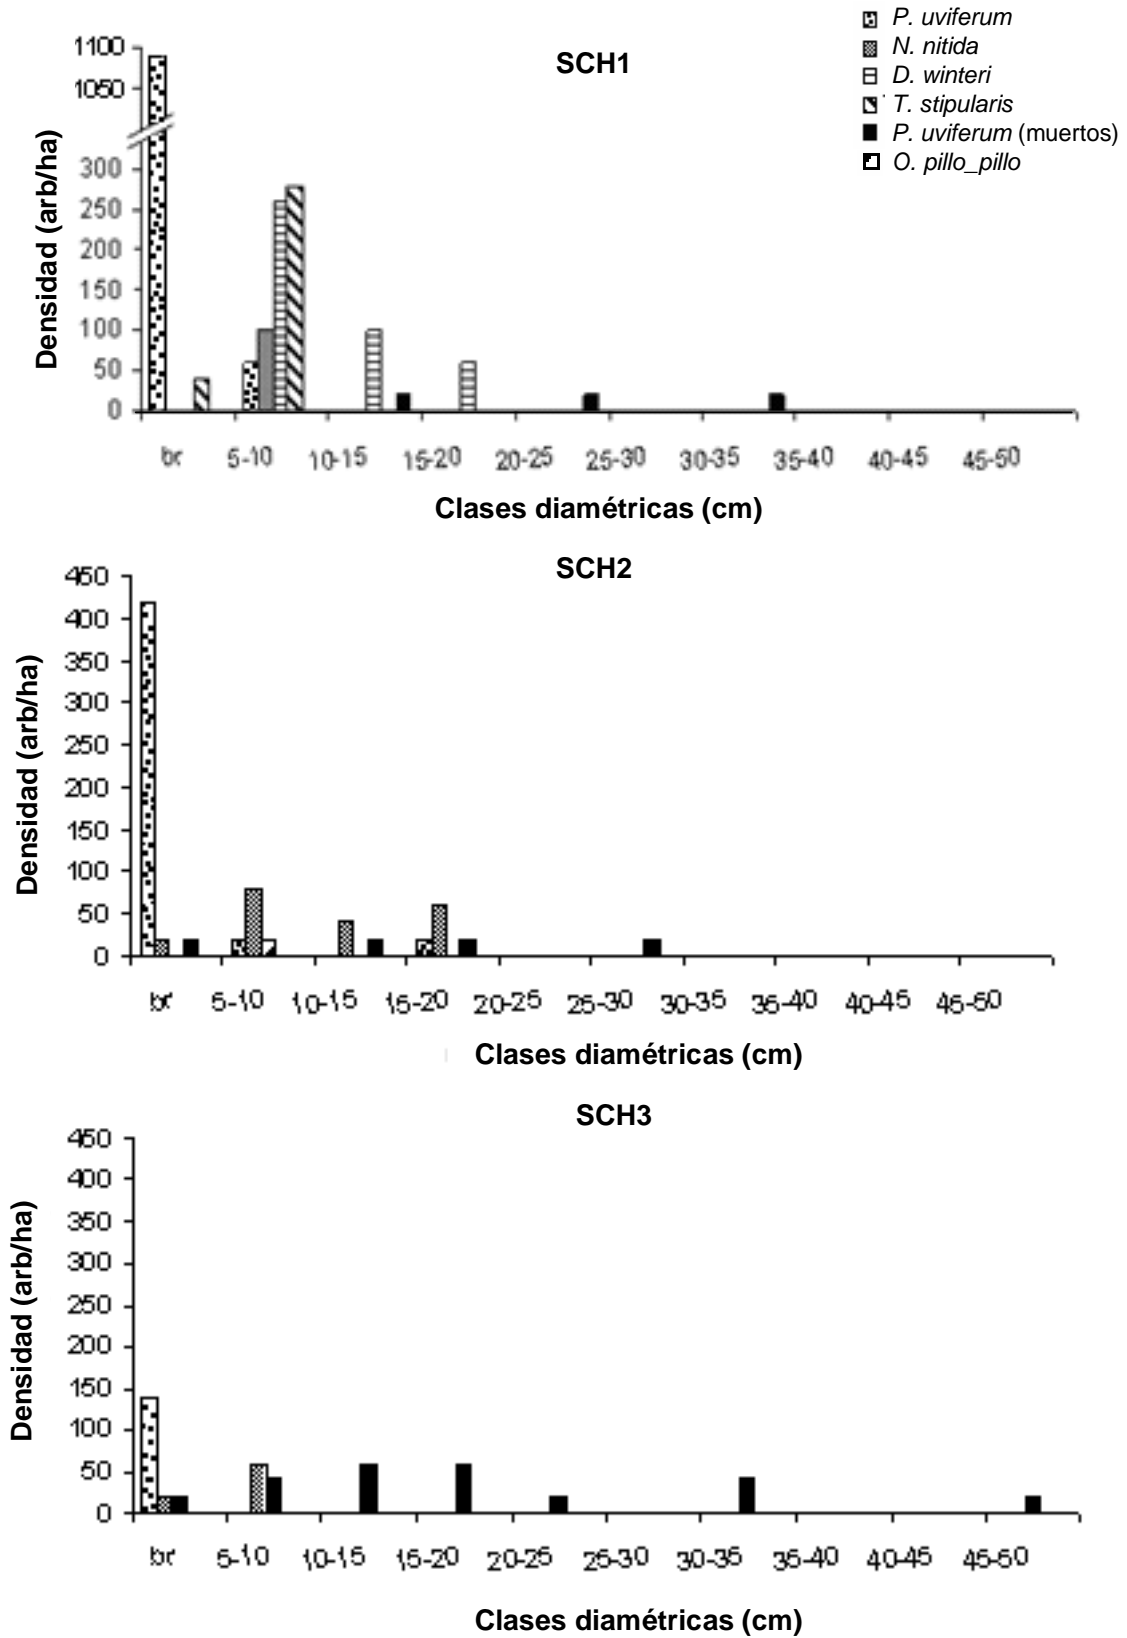 P. uviferum
N. nitida
D. winteri
T. stipularis
P. uviferum (muertos)
O. pillo_pillo
SCH1
Densidad (arb/ha)
1100
1050
300
250
200
150
100
50
0
br 5-10 10-15 15-20 20-25 25-30 30-35 35-40 40-45 45-50
Clases diamétricas (cm)
SCH2
Densidad (arb/ha)
450
400
350
300
250
200
150
100
50
0
br 5-10 10-15 15-20 20-25 25-30 30-35 35-40 40-45 45-50
Clases diamétricas (cm)
SCH3
Densidad (arb/ha)
450
400
350
300
250
200
150
100
50
0
br 5-10 10-15 15-20 20-25 25-30 30-35 35-40 40-45 45-50
Clases diamétricas (cm)